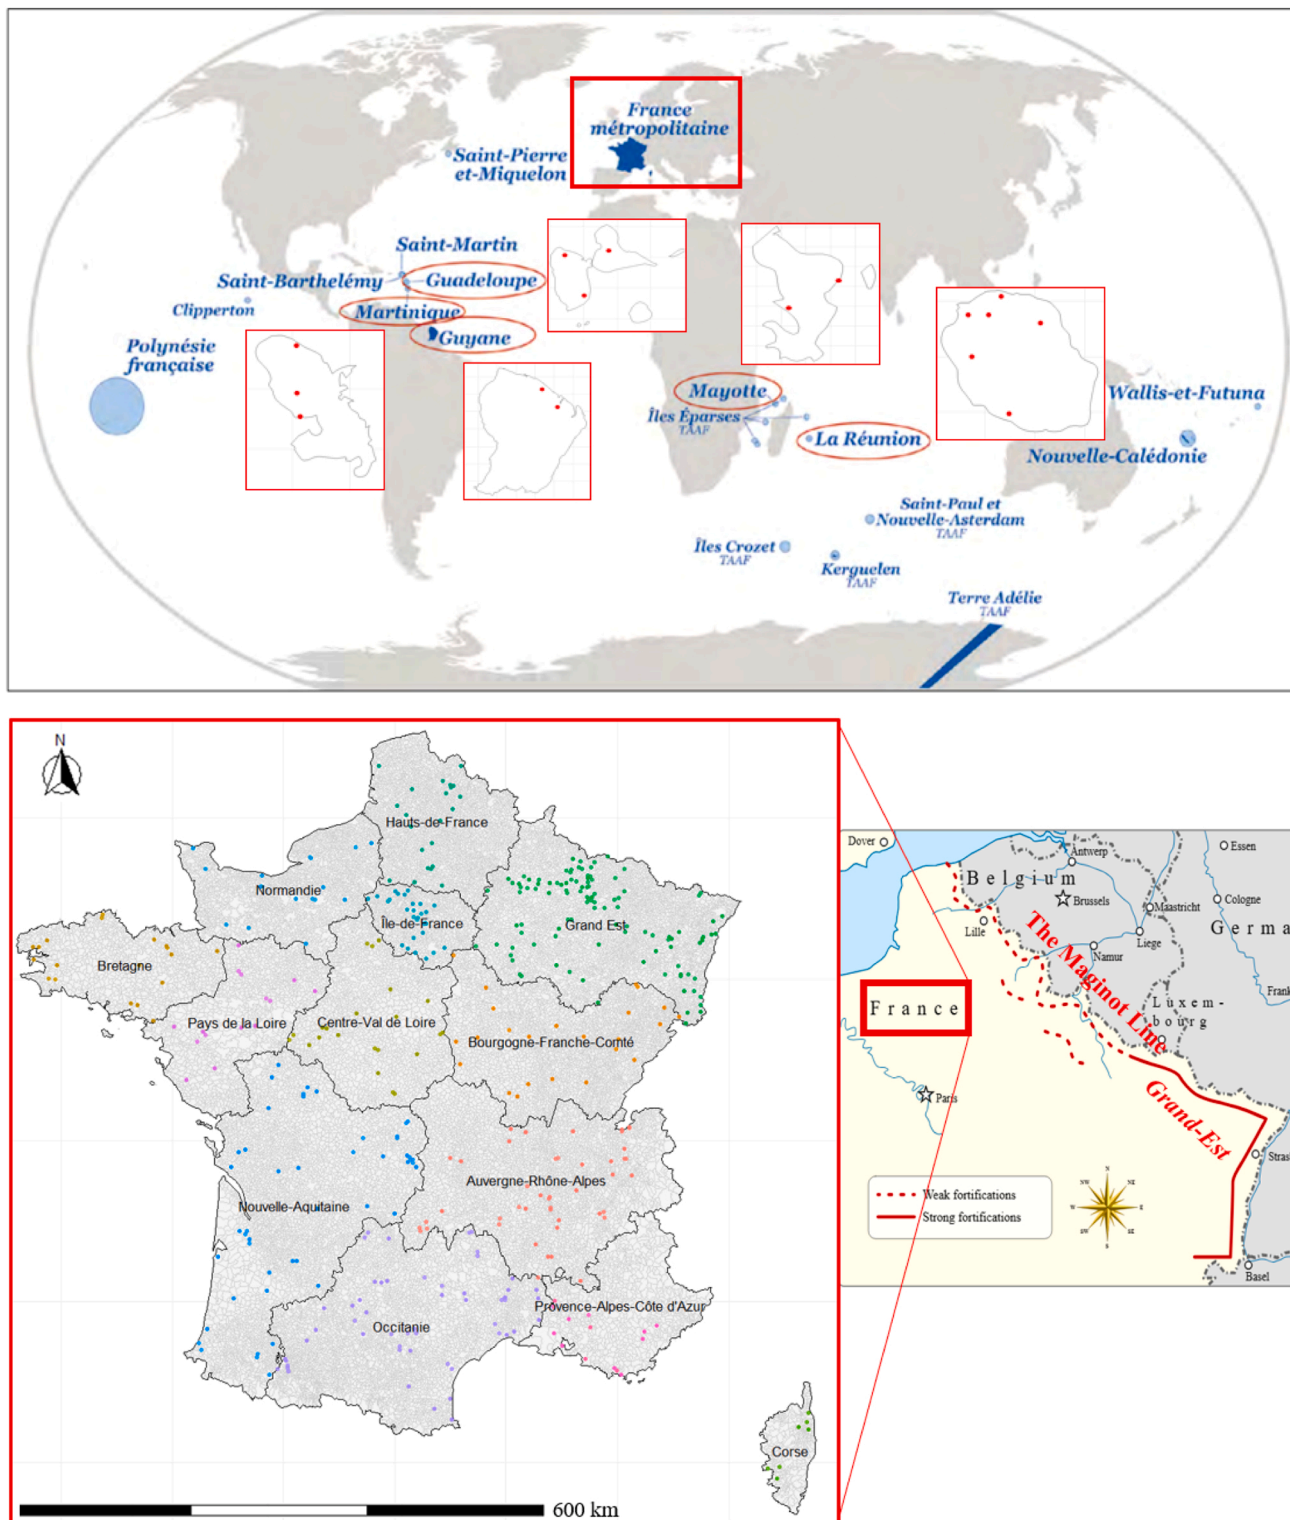 France
métropolitaine
Saint-Pierre
et-Miquelon
Saint-Martin
Saint-Barthelémy
Guadeloupe
Clipperton
Martinique
Guyane
Polynésie
française
Mayotte
Îles Éparses
TAAF
La Réunion
Wallis-et-Futuna
Nouvelle-Calédonie
Saint-Paul et
Nouvelle-Asterdam
TAAF
Îles Crozet
TAAF
Kerguelen
TAAF
Terre Adélie
TAAF
N
Hauts-de-France
Normandie
Île-de-France
Grand Est
Bretagne
Pays de la Loire
Centre-Val de Loire
Bourgogne-Franche-Comté
Auvergne-Rhône-Alpes
Nouvelle-Aquitaine
Provence-Alpes-Côte d'Azur
Occitanie
Corse
600 km
Dover
Antwerp
Essen
Belgium
Brussels
Maastricht
Cologne
Lille
Liege
Germa
Namur
The Maginot Line
Frank
Luxem-
bourg
France
Paris
Grand-Est
Stras
Weak fortifications
Strong fortifications
N
NW
NE
W
E
SW
SE
S
Basel